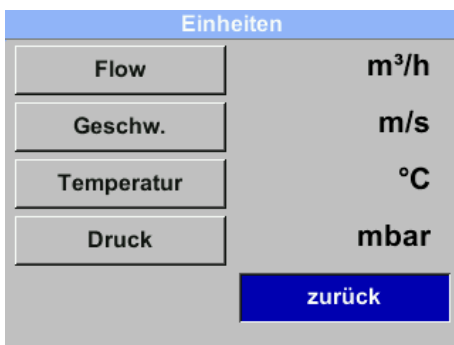 Einheiten
Flow m³/h
Geschw. m/s
Temperatur °C
Druck mbar
zurück